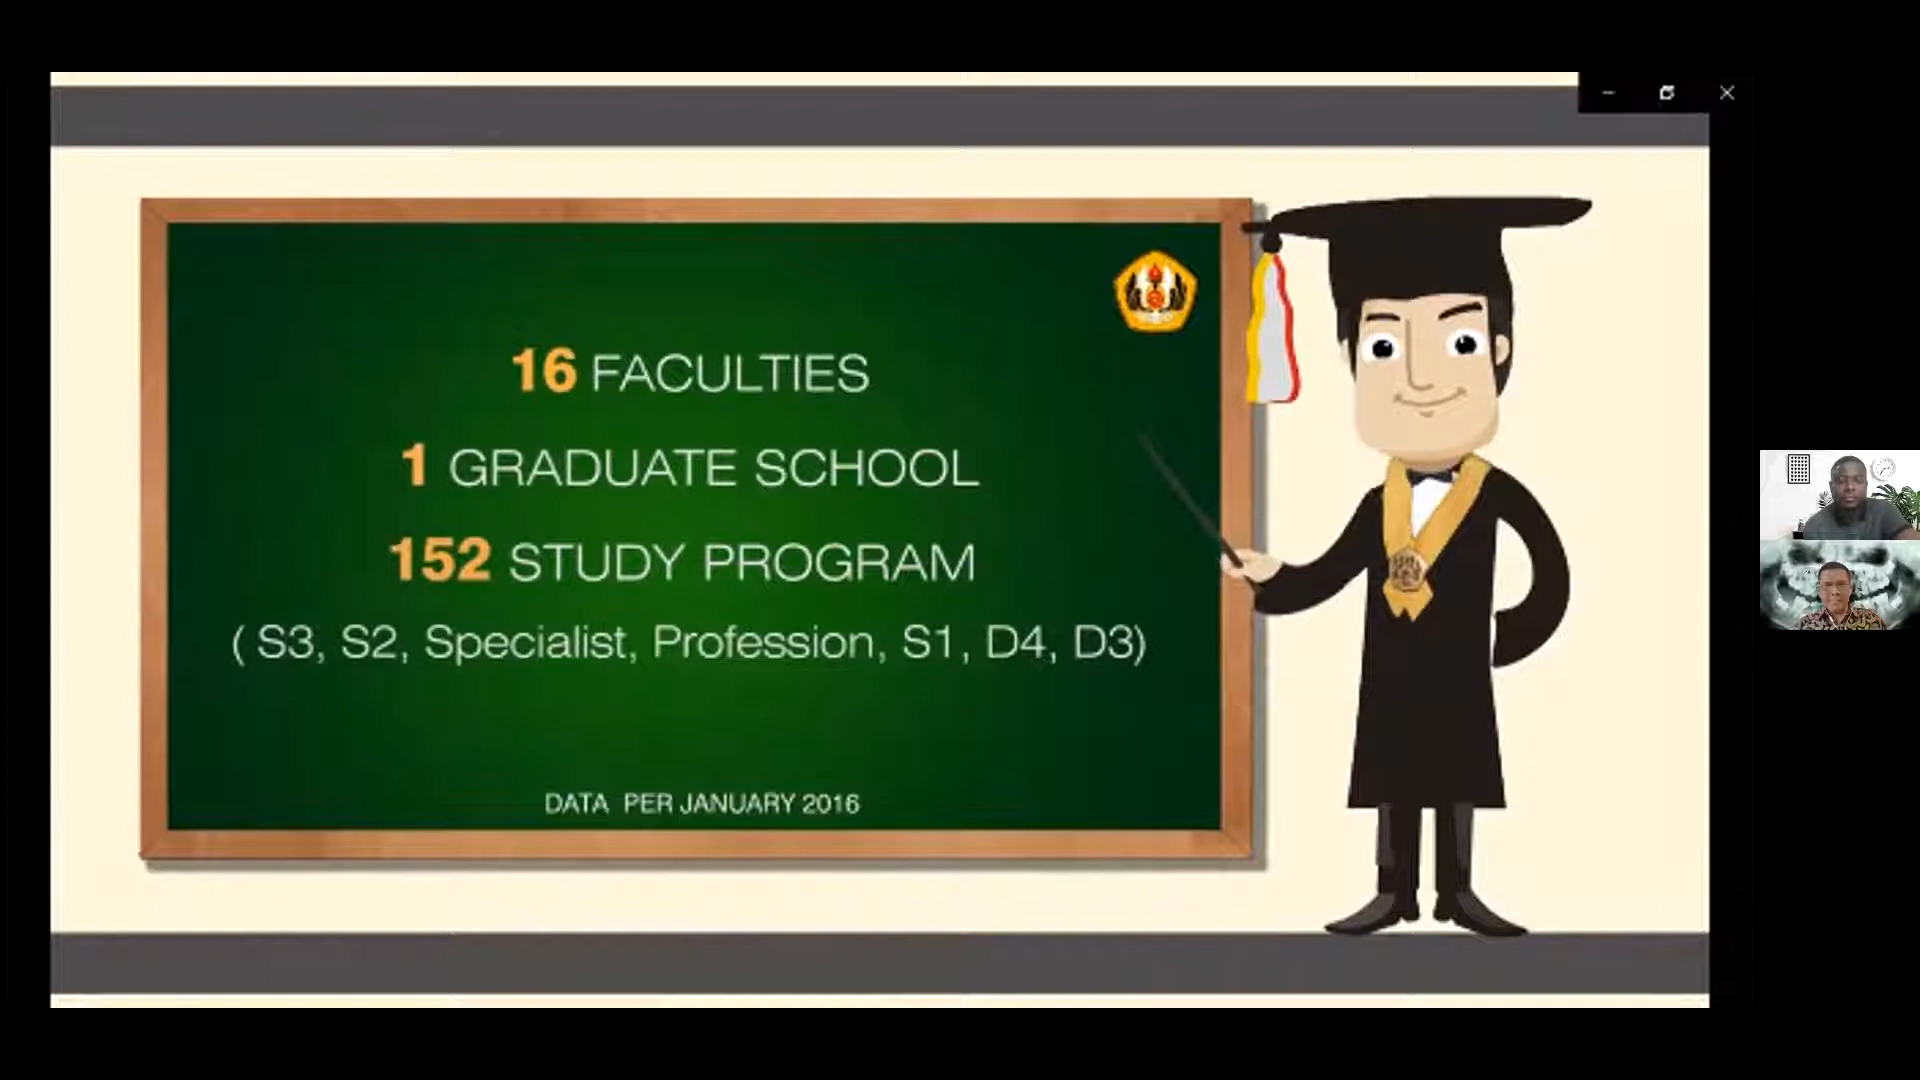 16 FACULTIES
1 GRADUATE SCHOOL
152 STUDY PROGRAM
( S3, S2, Specialist, Profession, S1, D4, D3)
DATA PER JANUARY 2016